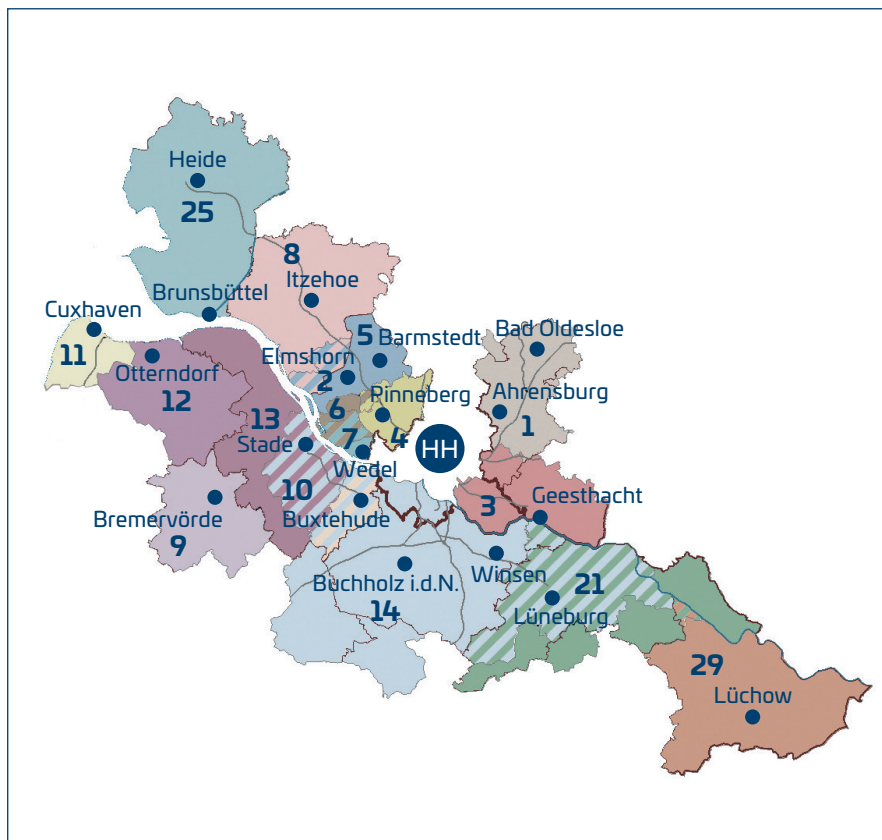 Heide
25
8
Itzehoe
Brunsbüttel
Cuxhaven
11
Otterndorf
12
5
Barmstedt
Elmshorn
2
Pinneberg
6
4
7
13
Stade
Wedel
HH
Bad Oldesloe
Ahrensburg
1
10
3
Geesthacht
Bremervörde
9
Buxtehude
Winsen
Buchholz i.d.N.
14
21
Lüneburg
29
Lüchow